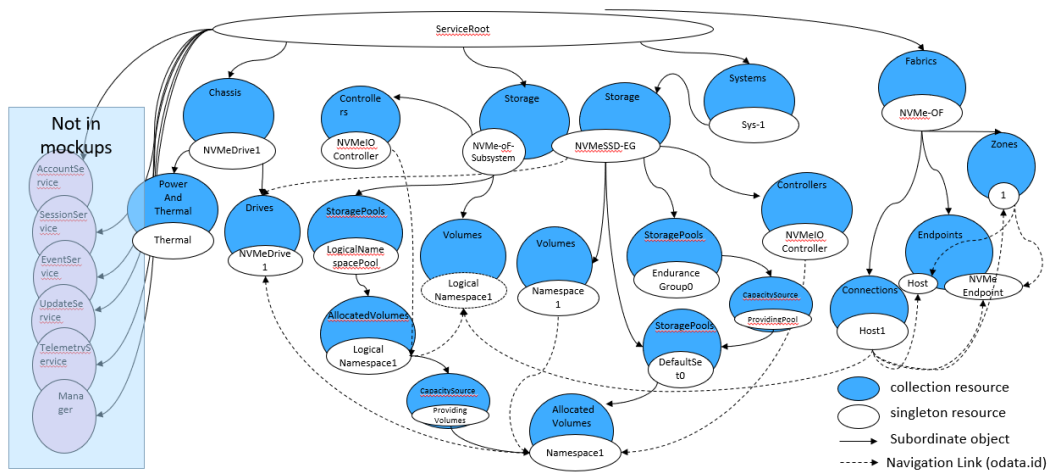 ServiceRoot
Fabrics
Systems
Chassis
Controlle
rs
Storage
Storage
Not in
mockups
Sys-1
NVMe-OF
NVMeDrive1
NVMeIO
Controller
NVMe-oF-
Subsystem
NVMeSSD-EG
Zones
AccountSe
rvice
Power
And
Thermal
Controllers
1
SessionSer
vice
Drives
StoragePools
Volumes
Volumes
StoragePools
Endpoints
Thermal
NVMeDrive
1
LogicalName
spacePool
NVMeIO
Controller
EventSer
vice
Logical
Namespace1
Namespace
1
Endurance
Group0
Connections
Host
NVMe
Endpoint
UpdateSe
rvice
AllocatedVolumes
CapacitySource
ProvidingPool
StoragePools
Host1
TelemetryS
ervice
Logical
Namespace1
DefaultSe
t0
Mana
ger
CapacitySource
Providing
Volumes
Allocated
Volumes
Namespace1
collection resource
singleton resource
Subordinate object
Navigation Link (odata.id)